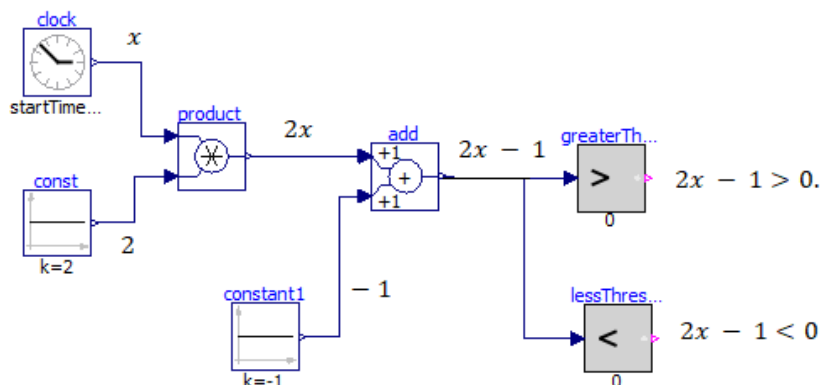 clock
x
startTime...
product
2x
add
+1
+
+1
2x − 1
greaterTh...
>
0
2x − 1 > 0.
const
2
k=2
constant1
− 1
k=-1
lessThres...
<
0
2x − 1 < 0